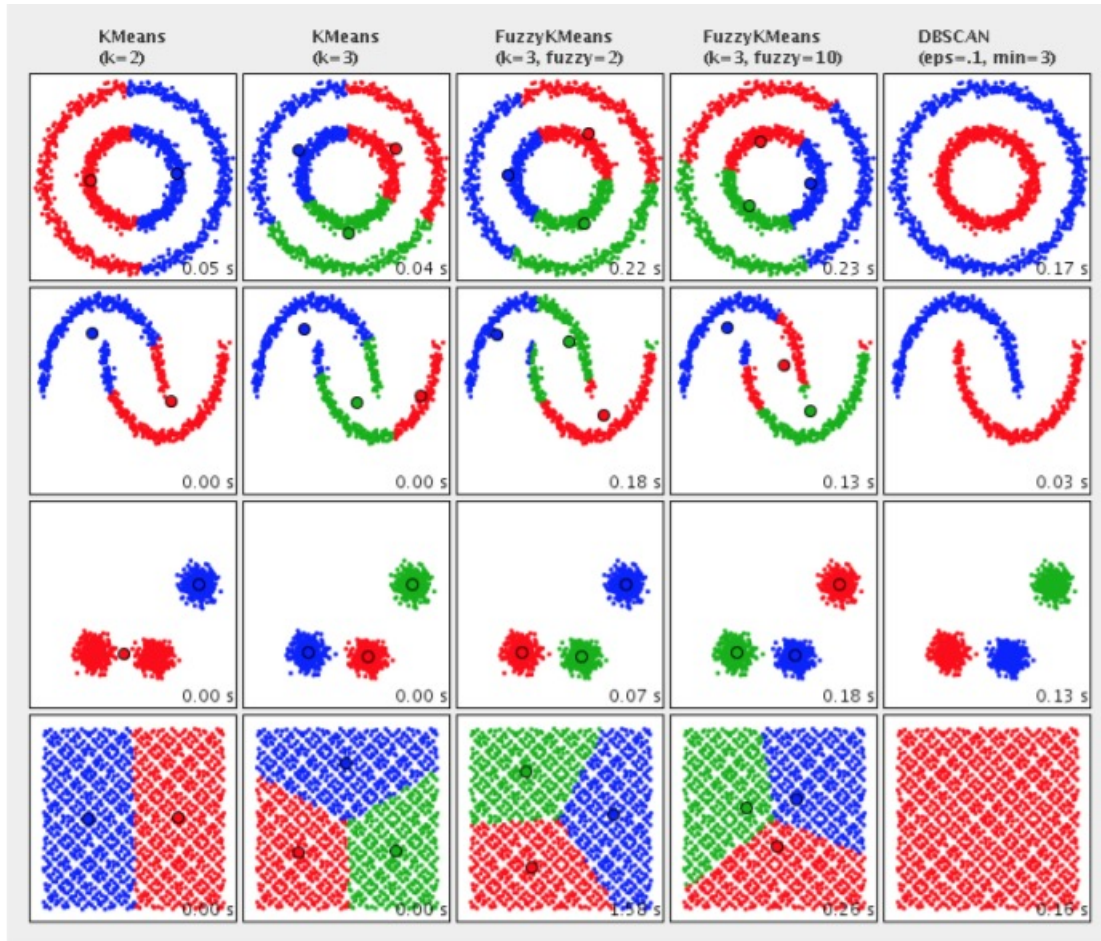 KMeans
(k=2)
KMeans
(k=3)
FuzzyKMeans
(k=3, fuzzy=2)
FuzzyKMeans
(k=3, fuzzy=10)
DBSCAN
(eps=.1, min=3)
0.05 s
0.04 s
0.22 s
0.23 s
0.17 s
0.00 s
0.00 s
0.18 s
0.13 s
0.03 s
0.00 s
0.00 s
0.07 s
0.18 s
0.13 s
0.00 s
0.00 s
1.58 s
0.26 s
0.16 s